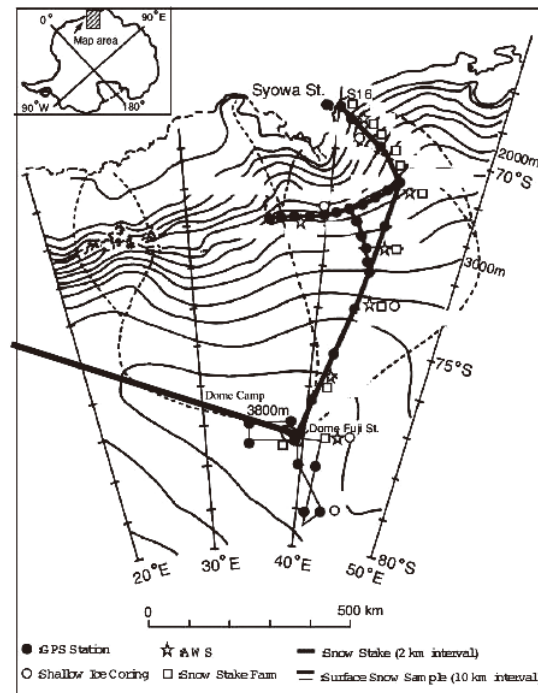 0°
90°E
Map area
90°W
180°
Syowa St.
S16
2000m
70°S
3000m
75°S
Dome Camp
3800m
Dome Fuji St.
80°S
20°E
30°E
40°E
50°E
0
500 km
:GPS Station
:AWS
:Snow Stake (2 km interval)
:Shallow Ice Coring
:Snow Stake Farm
:Surface Snow Sample (10 km interval)